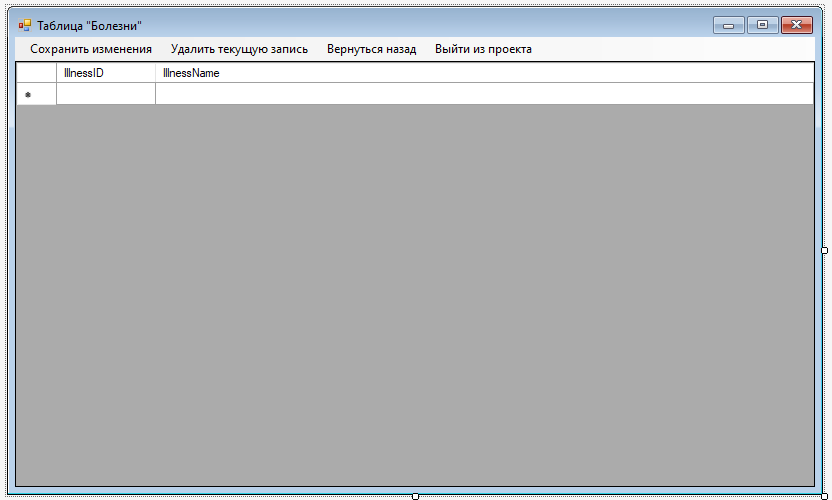 Таблица "Болезни"
Сохранить изменения Удалить текущую запись Вернуться назад Выйти из проекта
IllnessID IllnessName